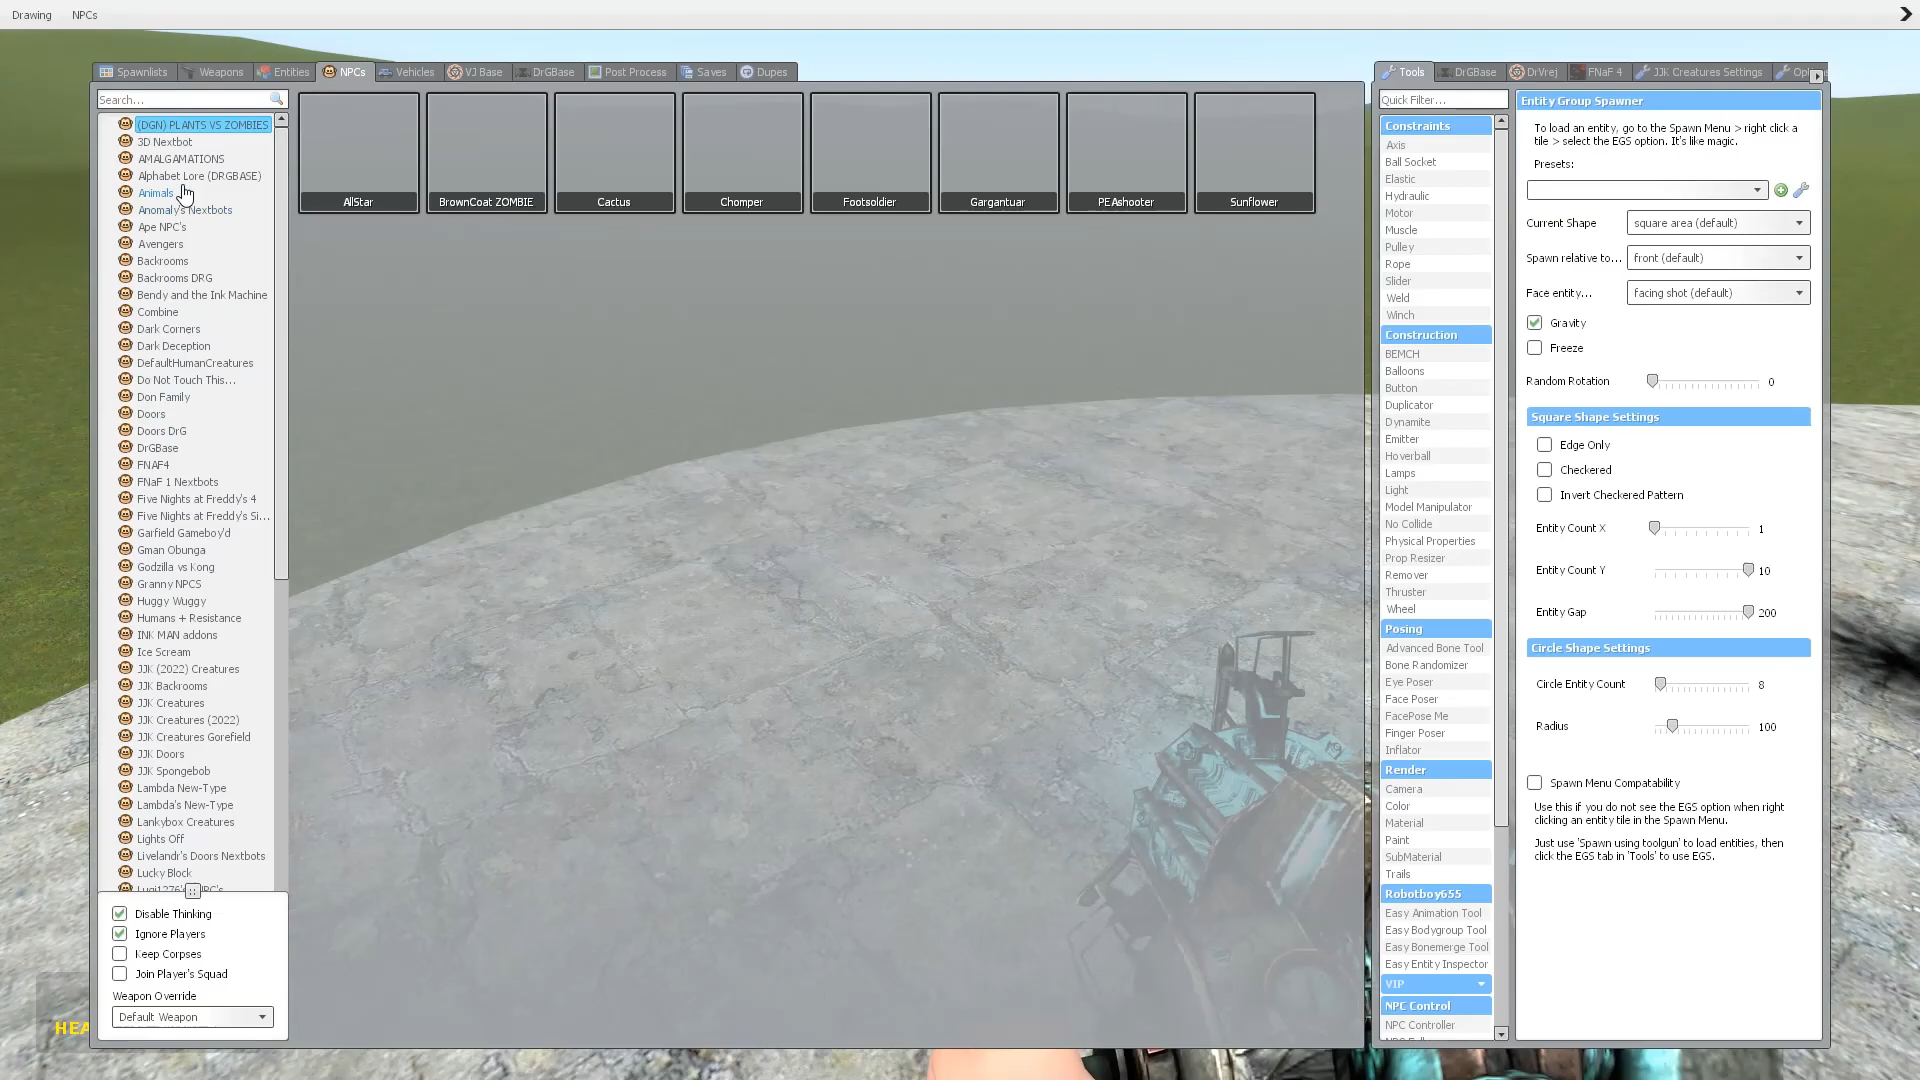 Drawing NPCs
Spawnlists Weapons Entities NPCs Vehicles VJ Base DrGBase Post Process Saves Dupes
Search...
(DGN) PLANTS VS ZOMBIES
3D Nextbot
AMALGAMATIONS
Alphabet Lore (DRGBASE)
Animals
Anomaly's Nextbots
Ape NPC's
Avengers
Backrooms
Backrooms DRG
Bendy and the Ink Machine
Combine
Dark Corners
Dark Deception
DefaultHumanCreatures
Do Not Touch This...
Don Family
Doors
Doors DrG
DrGBase
FNAF4
FNaF 1 Nextbots
Five Nights at Freddy's 4
Five Nights at Freddy's Si...
Garfield Gameboy'd
Gman Obunga
Godzilla vs Kong
Granny NPCS
Huggy Wuggy
Humans + Resistance
INK MAN addons
Ice Scream
JJK (2022) Creatures
JJK Backrooms
JJK Creatures
JJK Creatures (2022)
JJK Creatures Gorefield
JJK Doors
JJK Spongebob
Lambda New-Type
Lambda's New-Type
Lankybox Creatures
Lights Off
Livelandr's Doors Nextbots
Lucky Block
Disable Thinking
Ignore Players
Keep Corpses
Join Player's Squad
Weapon Override
Default Weapon
HEA
AllStar BrownCoat ZOMBIE Cactus Chomper Footsoldier Gargantuar PEAshooter Sunflower
Tools DrGBase DrVrej FNaF 4 JJK Creatures Settings
Quick Filter...
Constraints
Axis
Ball Socket
Elastic
Hydraulic
Motor
Muscle
Pulley
Rope
Slider
Weld
Winch
Construction
BEMCH
Balloons
Button
Duplicator
Dynamite
Emitter
Hoverball
Lamps
Light
Model Manipulator
No Collide
Physical Properties
Prop Resizer
Remover
Thruster
Wheel
Posing
Advanced Bone Tool
Bone Randomizer
Eye Poser
Face Poser
FacePose Me
Finger Poser
Inflator
Render
Camera
Color
Material
Paint
SubMaterial
Trails
Robotboy655
Easy Animation Tool
Easy Bodygroup Tool
Easy Bonemerge Tool
Easy Entity Inspector
VIP
NPC Control
NPC Controller
Entity Group Spawner
To load an entity, go to the Spawn Menu > right click a
tile > select the EGS option. It's like magic.
Presets:
Current Shape square area (default)
Spawn relative to... front (default)
Face entity... facing shot (default)
Gravity
Freeze
Random Rotation 0
Square Shape Settings
Edge Only
Checkered
Invert Checkered Pattern
Entity Count X 1
Entity Count Y 10
Entity Gap 200
Circle Shape Settings
Circle Entity Count 8
Radius 100
Spawn Menu Compatability
Use this if you do not see the EGS option when right
clicking an entity tile in the Spawn Menu.
Just use 'Spawn using toolgun' to load entities, then
click the EGS tab in 'Tools' to use EGS.